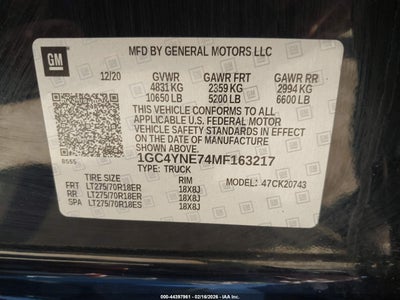 MFD BY GENERAL MOTORS LLC
GM
12/20 GVWR GAWR FRT GAWR RR
4831 KG 2359 KG 2994 KG
10650 LB 5200 LB 6600 LB
THIS VEHICLE CONFORMS TO ALL
APPLICABLE U.S. FEDERAL MOTOR
VEHICLE SAFETY STANDARDS IN EFFECT ON
THE DATE OF MANUFACTURE SHOWN ABOVE.
1GC4YNE74MF163217
TYPE: TRUCK
TIRE SIZE RIM MODEL: 47CK20743
FRT LT275/70R18ER 18X8J
RR LT275/70R18ER 18X8J
SPA LT275/70R18ES 18X8J
000-44397961 - 02/18/2026 - IAA, Inc.